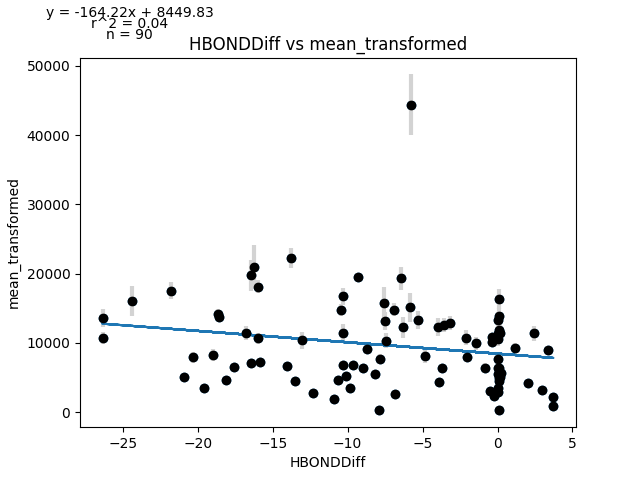 y = -164.22x + 8449.83
r^2 = 0.04
n = 90
HBONDDiff vs mean_transformed
50000
40000
30000
20000
10000
0
mean_transformed
−25
−20
−15
−10
−5
0
5
HBONDDiff